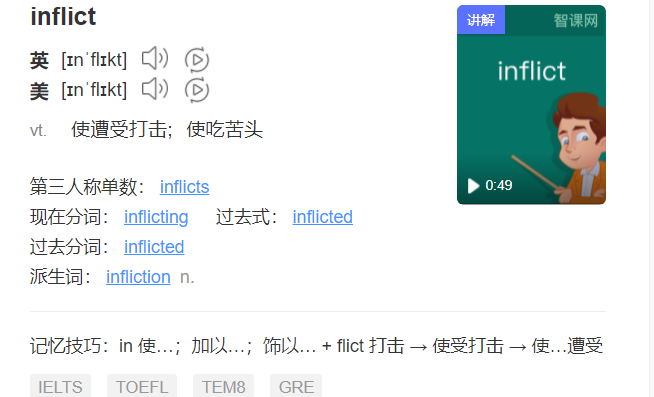 inflict
英 [ɪnˈflɪkt]
美 [ɪnˈflɪkt]
vt. 使遭受打击；使吃苦头
第三人称单数： inflicts
现在分词： inflicting 过去式： inflicted
过去分词： inflicted
派生词： infliction n.
记忆技巧：in 使…；加以…；饰以… + flict 打击 → 使受打击 → 使…遭受
IELTS TOEFL TEM8 GRE
讲解 智课网
inflict
0:49